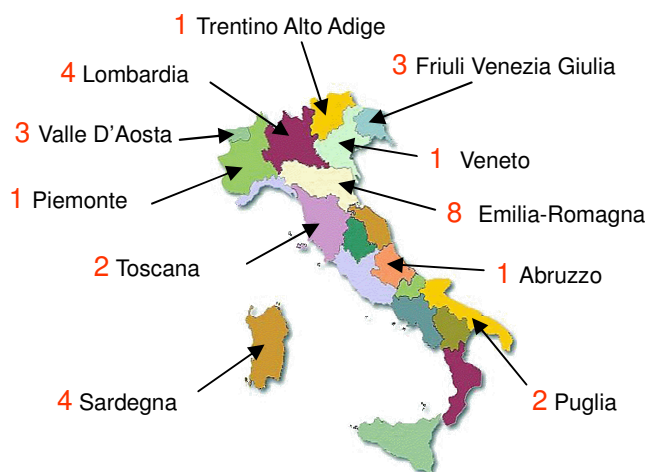 1 Trentino Alto Adige
3 Friuli Venezia Giulia
4 Lombardia
3 Valle D'Aosta
1 Veneto
1 Piemonte
8 Emilia-Romagna
2 Toscana
1 Abruzzo
4 Sardegna
2 Puglia